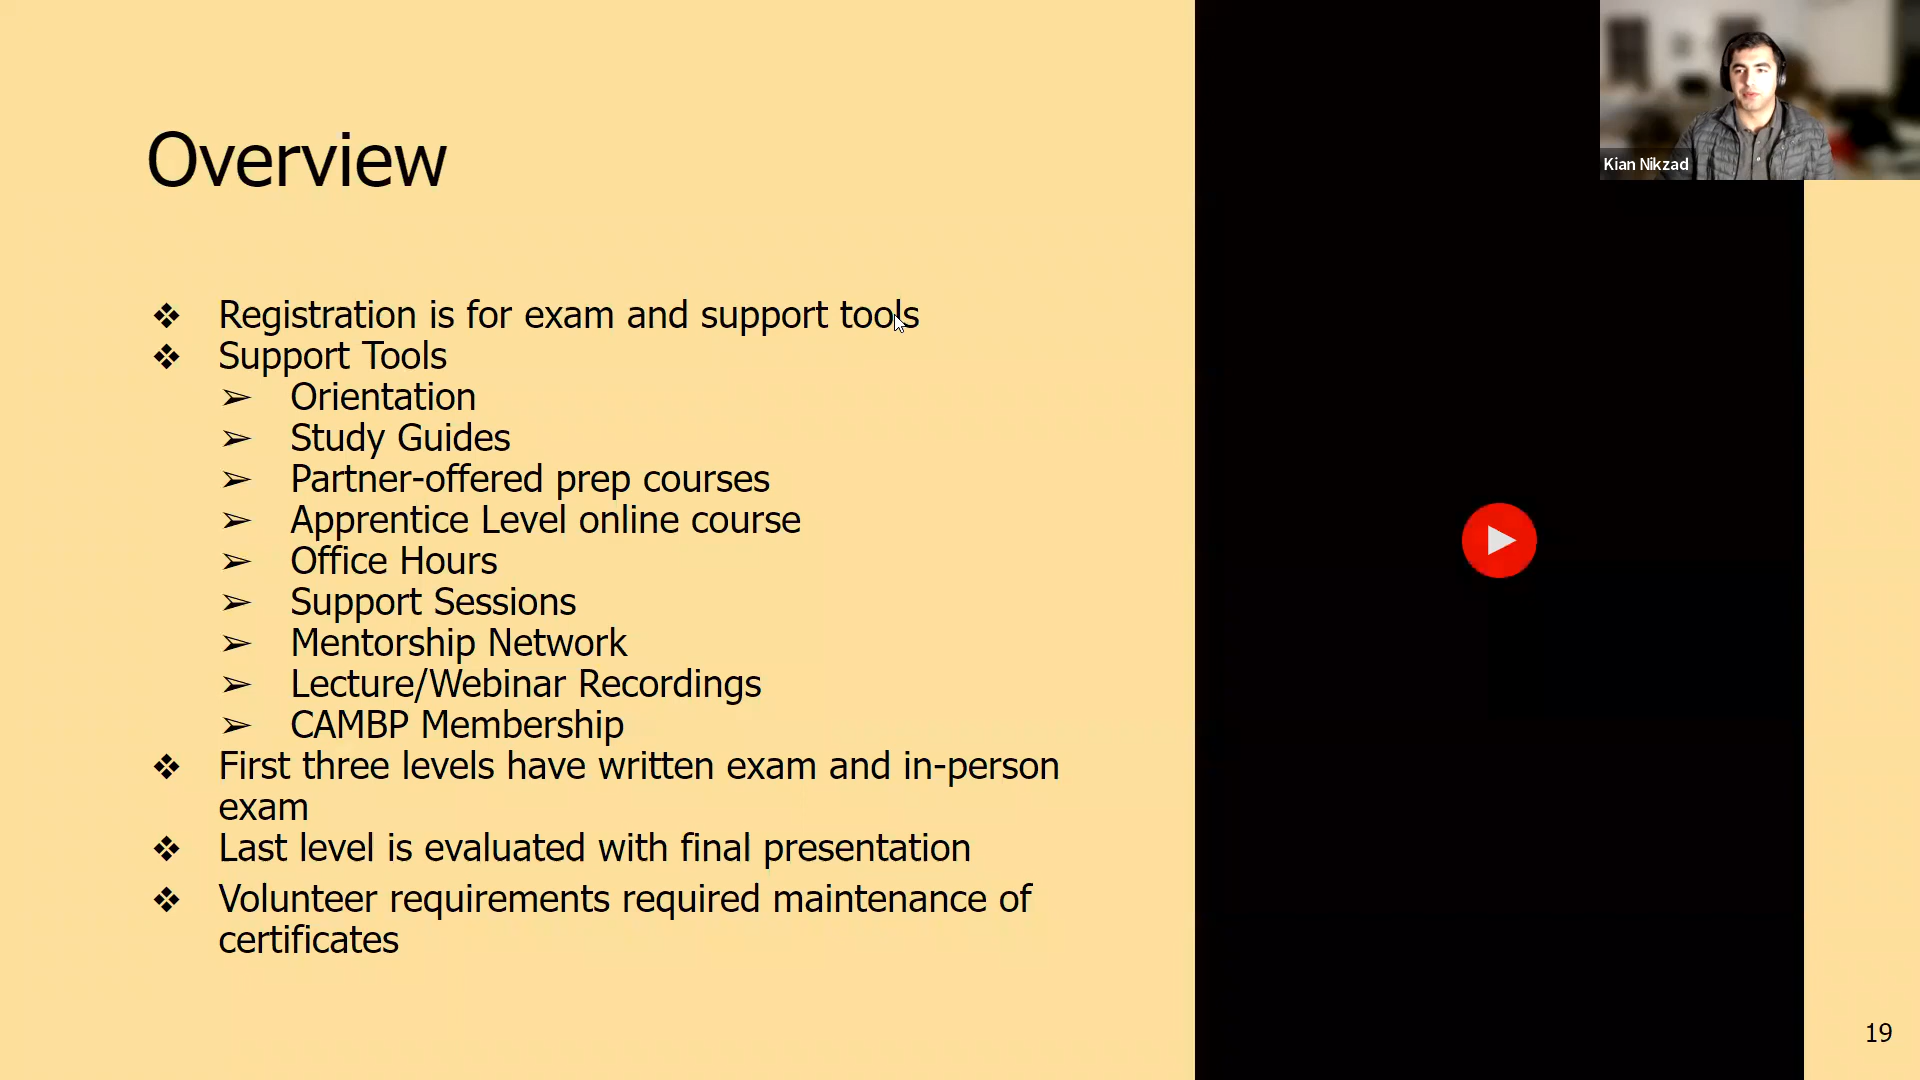 Overview
Kian Nikzad
❖ Registration is for exam and support tools
❖ Support Tools
➢ Orientation
➢ Study Guides
➢ Partner-offered prep courses
➢ Apprentice Level online course
➢ Office Hours
➢ Support Sessions
➢ Mentorship Network
➢ Lecture/Webinar Recordings
➢ CAMBP Membership
❖ First three levels have written exam and in-person
exam
❖ Last level is evaluated with final presentation
❖ Volunteer requirements required maintenance of
certificates
19